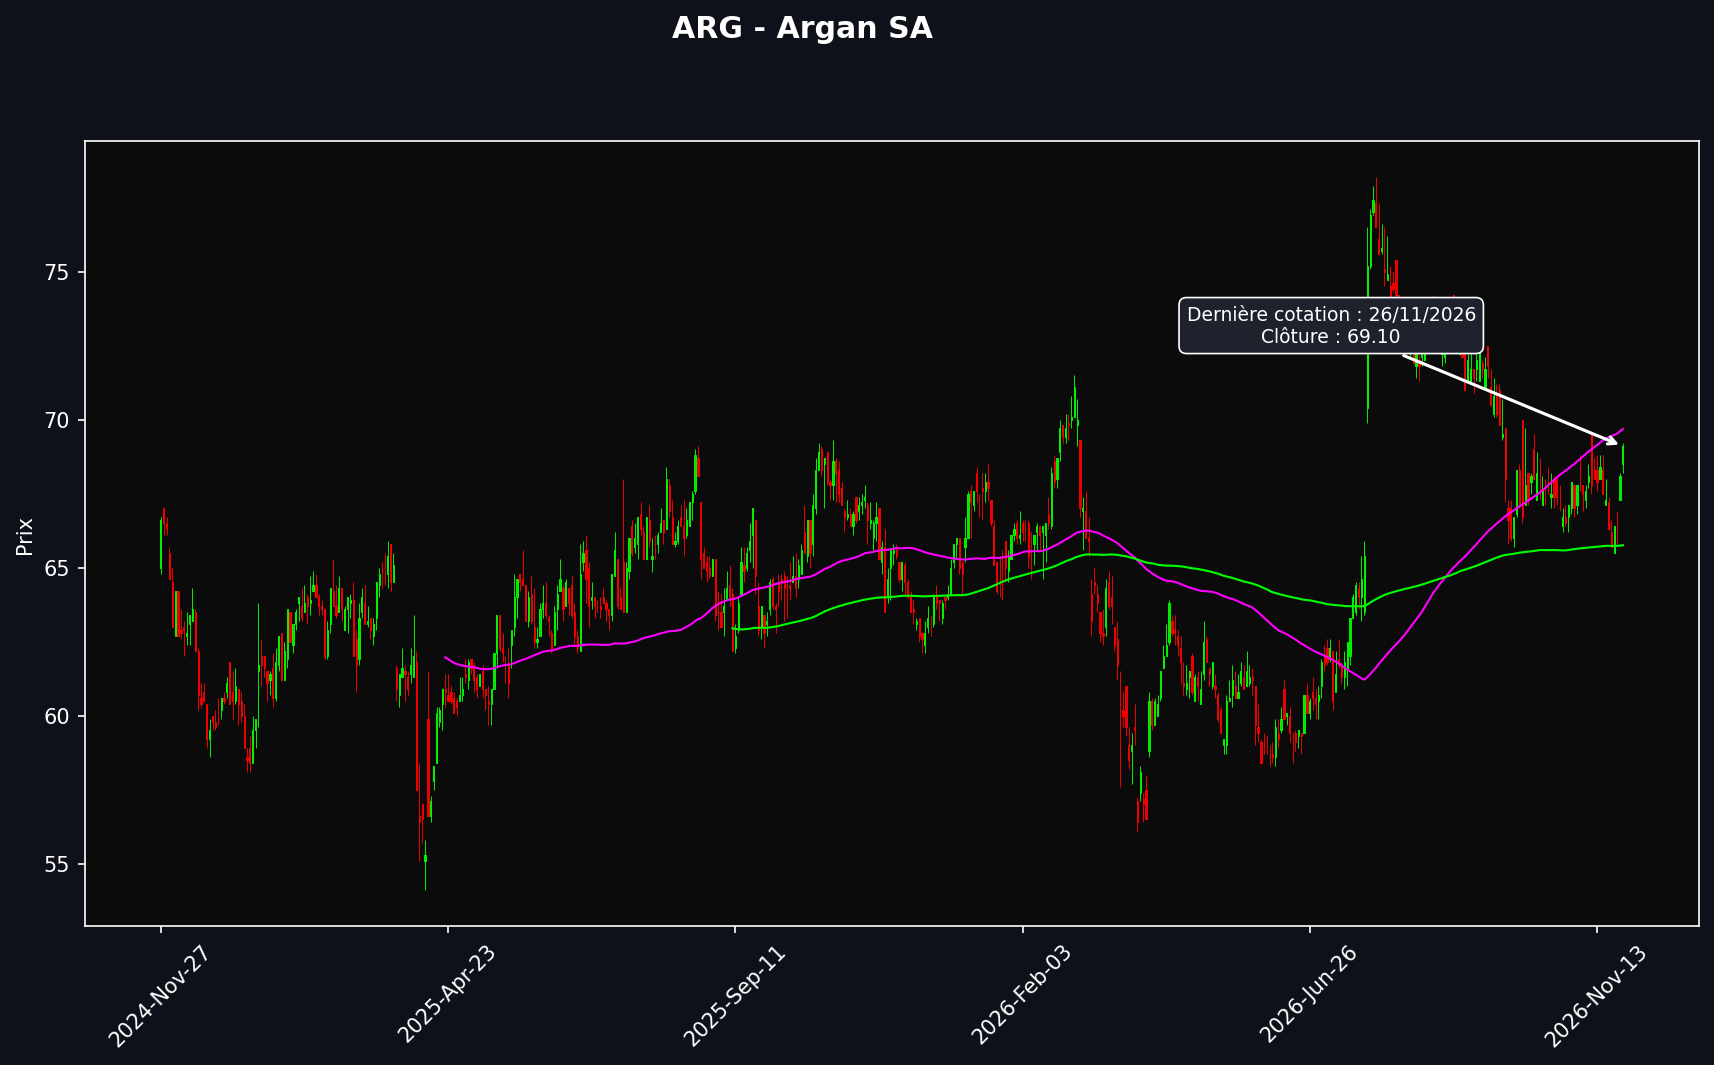 ARG - Argan SA
Prix
75
70
65
60
55
Dernière cotation : 26/11/2026
Clôture : 69.10
2024-Nov-27
2025-Apr-23
2025-Sep-11
2026-Feb-03
2026-Jun-26
2026-Nov-13